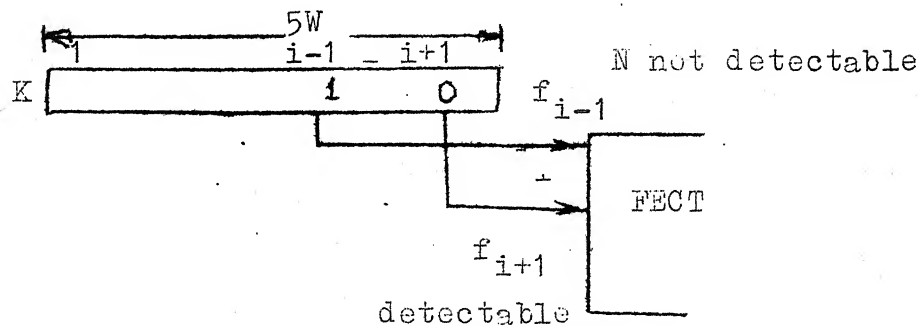 5W
1 i-1 i+1
N not detectable
K 1 0
f i-1
FECT
f i+1
detectable